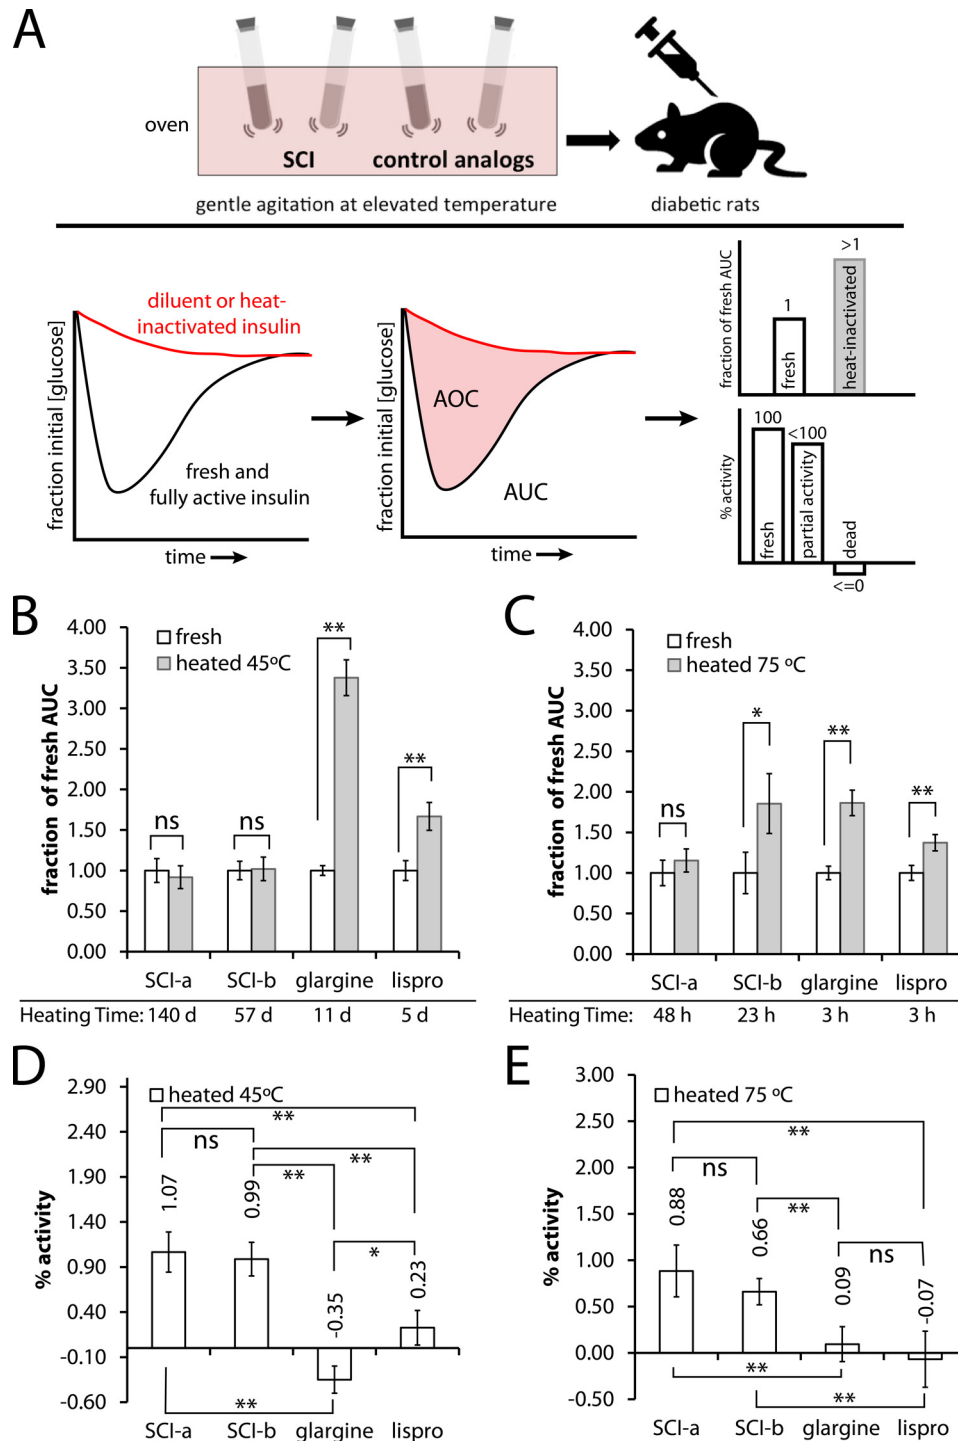 A
oven
SCI
control analogs
gentle agitation at elevated temperature
diabetic rats
fraction initial [glucose]
diluent or heat-
inactivated insulin
fresh and
fully active insulin
time
fraction initial [glucose]
AOC
AUC
time
fraction of fresh AUC
1
>1
fresh
heat-inactivated
% activity
100
<100
fresh
partial activity
dead
<=0
B
fraction of fresh AUC
4.00
3.50
3.00
2.50
2.00
1.50
1.00
0.50
0.00
fresh
heated 45ºC
ns
ns
**
**
SCI-a SCI-b glargine lispro
Heating Time: 140 d 57 d 11 d 5 d
C
fraction of fresh AUC
4.00
3.50
3.00
2.50
2.00
1.50
1.00
0.50
0.00
fresh
heated 75 ºC
ns
*
**
**
SCI-a SCI-b glargine lispro
Heating Time: 48 h 23 h 3 h 3 h
D
% activity
2.90
2.40
1.90
1.40
0.90
0.40
-0.10
-0.60
heated 45ºC
**
ns
**
**
*
**
1.07
0.99
-0.35
0.23
SCI-a SCI-b glargine lispro
E
% activity
3.00
2.50
2.00
1.50
1.00
0.50
0.00
-0.50
heated 75 ºC
**
ns
**
ns
**
**
0.88
0.66
0.09
-0.07
SCI-a SCI-b glargine lispro